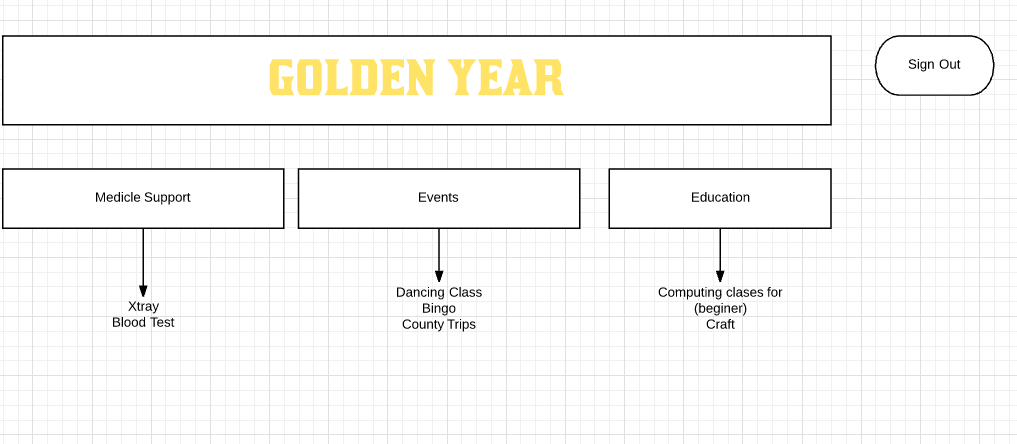 GOLDEN YEAR
Sign Out
Medicle Support
Events
Education
Xtray
Blood Test
Dancing Class
Bingo
County Trips
Computing clases for
(beginer)
Craft